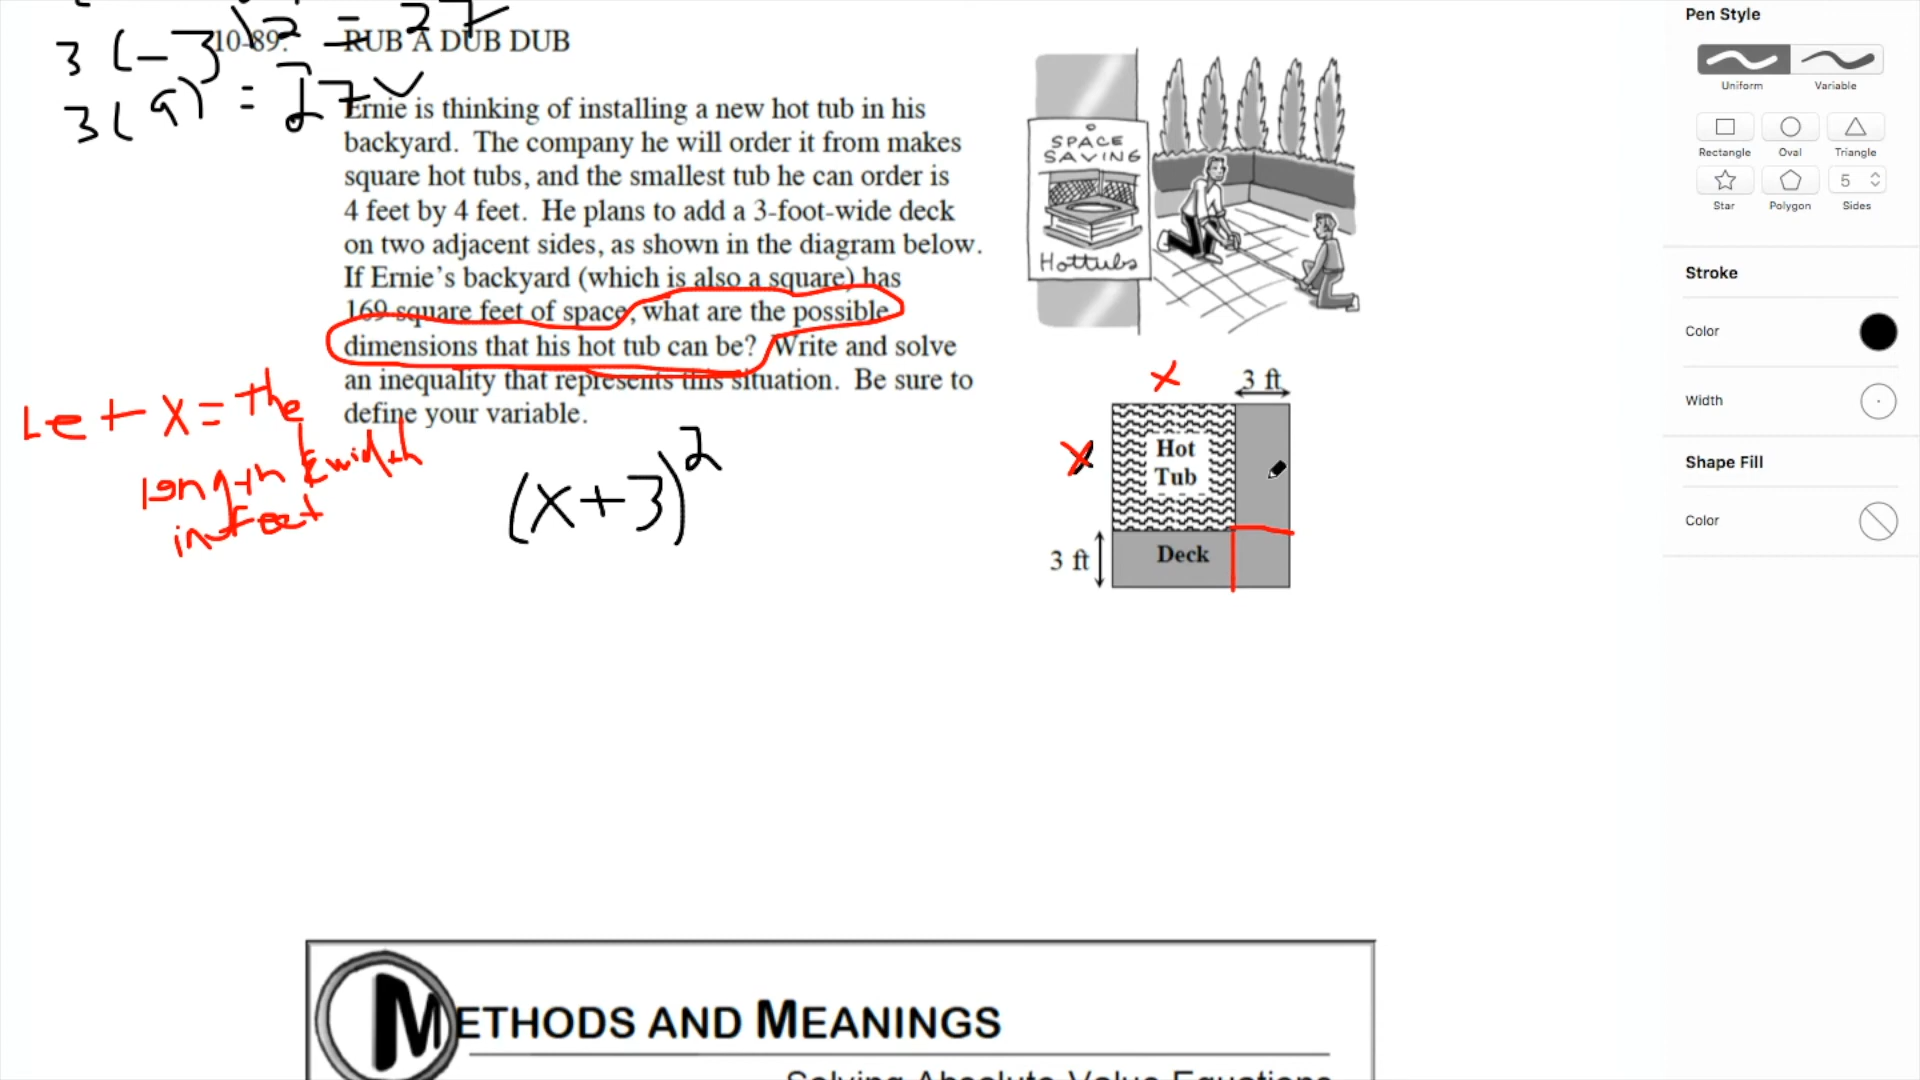 3(-3)^2 = 27
10-89. RUB A DUB DUB
3(9) = 27✓
Ernie is thinking of installing a new hot tub in his
backyard. The company he will order it from makes
square hot tubs, and the smallest tub he can order is
4 feet by 4 feet. He plans to add a 3-foot-wide deck
on two adjacent sides, as shown in the diagram below.
If Ernie's backyard (which is also a square) has
169 square feet of space, what are the possible
dimensions that his hot tub can be? Write and solve
an inequality that represents this situation. Be sure to
define your variable.
Let x = the
length & width
in feet
(x+3)^2
SPACE
SAVING
Hottubs
x
3 ft
x
Hot
Tub
3 ft
Deck
METHODS AND MEANINGS
Solving Absolute Value Equations
Pen Style
Uniform
Variable
Rectangle
Oval
Triangle
5
Star
Polygon
Sides
Stroke
Color
Width
Shape Fill
Color